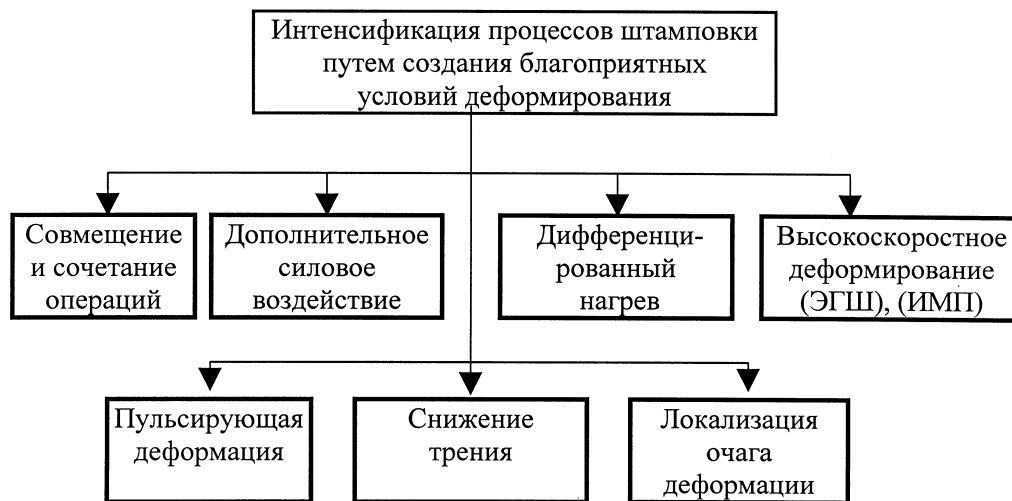 Интенсификация процессов штамповки
путем создания благоприятных
условий деформирования
Совмещение
и сочетание
операций
Дополнительное
силовое
воздействие
Дифференци-
рованный
нагрев
Высокоскоростное
деформирование
(ЭГШ), (ИМП)
Пульсирующая
деформация
Снижение
трения
Локализация
очага
деформации